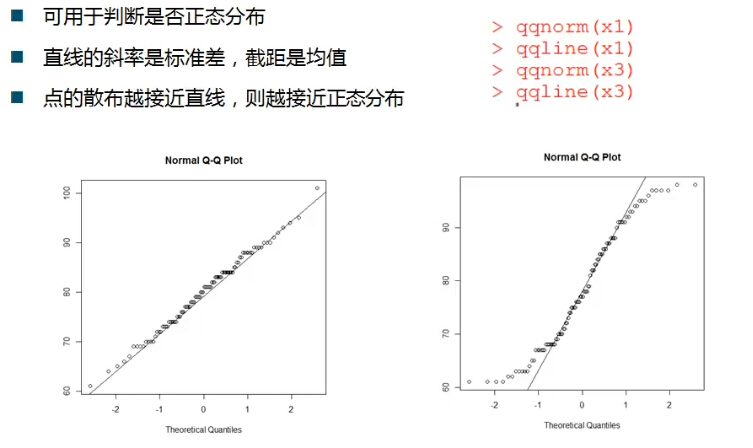 可用于判断是否正态分布
直线的斜率是标准差，截距是均值
点的散布越接近直线，则越接近正态分布
> qqnorm(x1)
> qqline(x1)
> qqnorm(x3)
> qqline(x3)
Normal Q-Q Plot
100
90
80
70
60
-2 -1 0 1 2
Theoretical Quantiles
Normal Q-Q Plot
90
80
70
60
-2 -1 0 1 2
Theoretical Quantiles